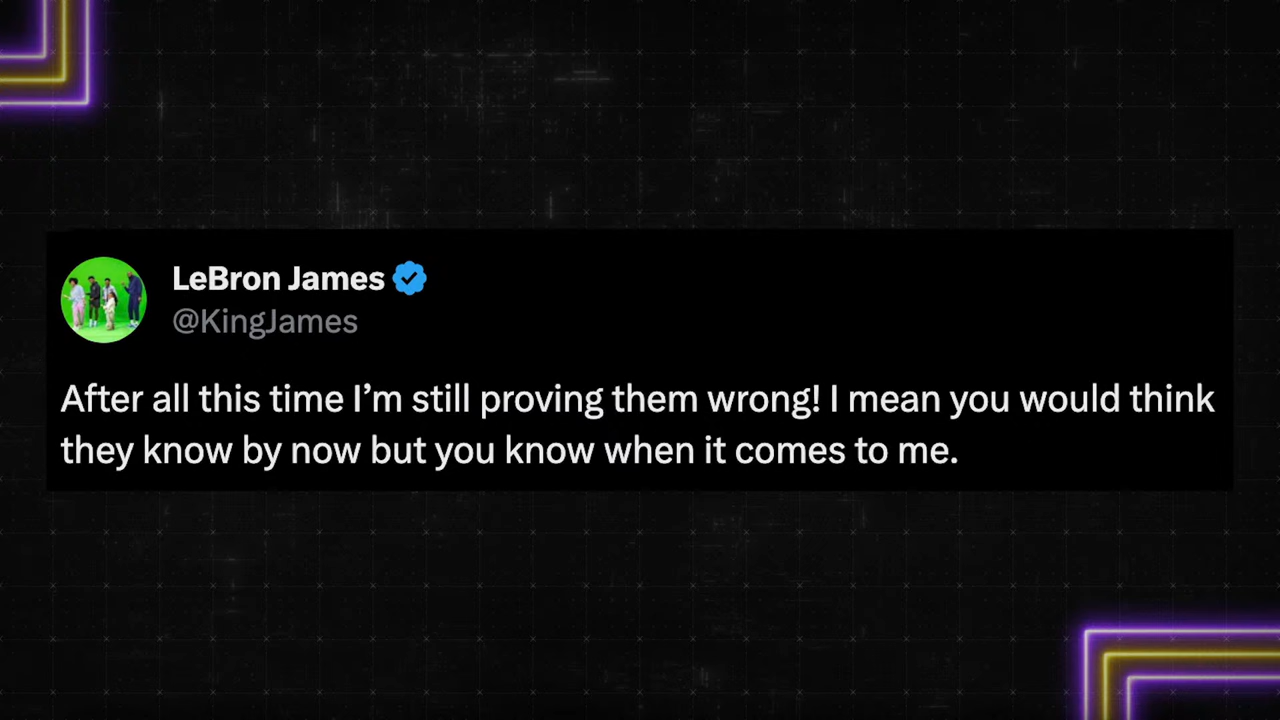 LeBron James
@KingJames
After all this time I’m still proving them wrong! I mean you would think
they know by now but you know when it comes to me.